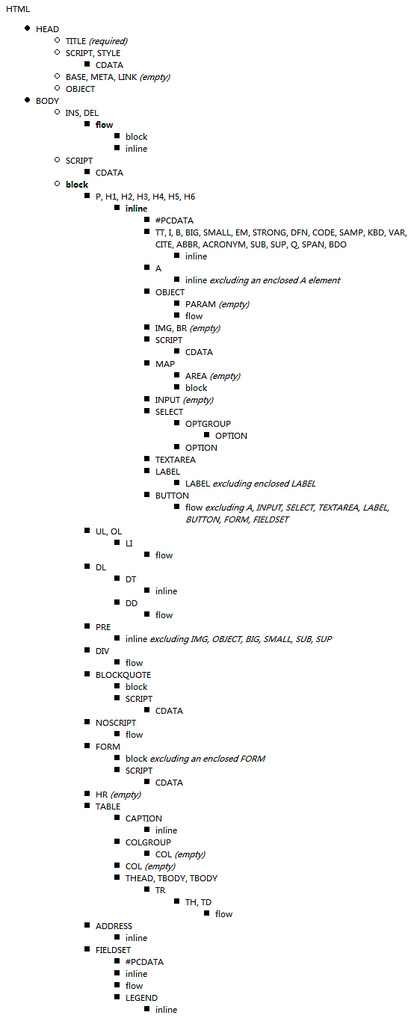 HTML
HEAD
TITLE (required)
SCRIPT, STYLE
CDATA
BASE, META, LINK (empty)
OBJECT
BODY
INS, DEL
flow
block
inline
SCRIPT
CDATA
block
P, H1, H2, H3, H4, H5, H6
inline
#PCDATA
TT, I, B, BIG, SMALL, EM, STRONG, DFN, CODE, SAMP, KBD, VAR,
CITE, ABBR, ACRONYM, SUB, SUP, Q, SPAN, BDO
inline
A
inline excluding an enclosed A element
OBJECT
PARAM (empty)
flow
IMG, BR (empty)
SCRIPT
CDATA
MAP
AREA (empty)
block
INPUT (empty)
SELECT
OPTGROUP
OPTION
OPTION
TEXTAREA
LABEL
LABEL excluding enclosed LABEL
BUTTON
flow excluding A, INPUT, SELECT, TEXTAREA, LABEL,
BUTTON, FORM, FIELDSET
UL, OL
LI
flow
DL
DT
inline
DD
flow
PRE
inline excluding IMG, OBJECT, BIG, SMALL, SUB, SUP
DIV
flow
BLOCKQUOTE
block
SCRIPT
CDATA
NOSCRIPT
flow
FORM
block excluding an enclosed FORM
SCRIPT
CDATA
HR (empty)
TABLE
CAPTION
inline
COLGROUP
COL (empty)
COL (empty)
THEAD, TBODY, TBODY
TR
TH, TD
flow
ADDRESS
inline
FIELDSET
#PCDATA
inline
flow
LEGEND
inline